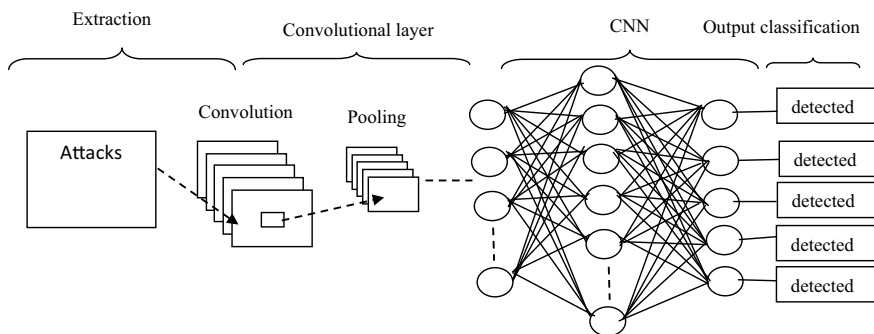 Extraction
Convolutional layer
CNN
Output classification
Convolution
Pooling
Attacks
detected
detected
detected
detected
detected